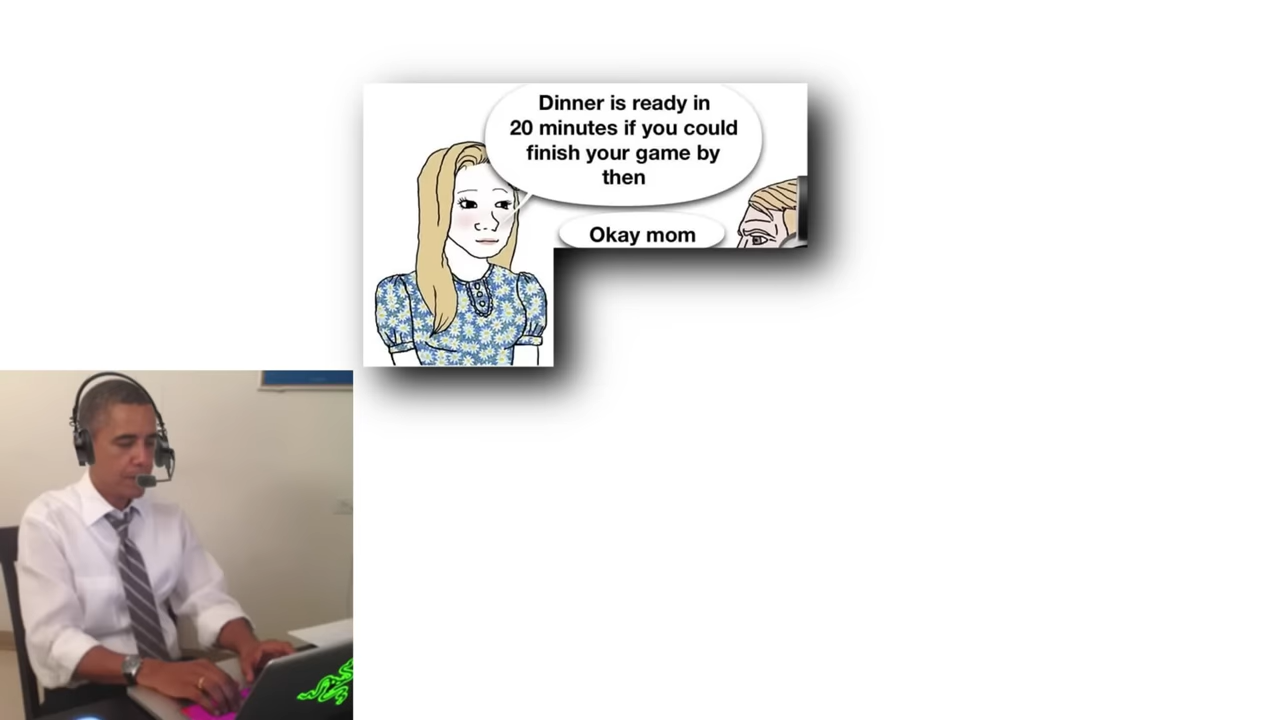 Dinner is ready in
20 minutes if you could
finish your game by
then
Okay mom